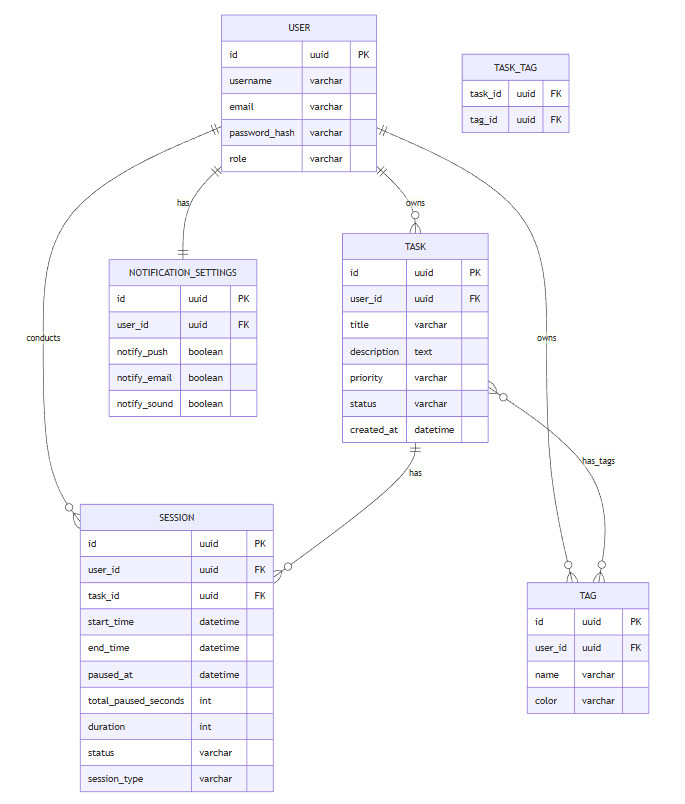 USER
id uuid PK
username varchar
email varchar
password_hash varchar
role varchar
TASK_TAG
task_id uuid FK
tag_id uuid FK
has
owns
conducts
owns
NOTIFICATION_SETTINGS
id uuid PK
user_id uuid FK
notify_push boolean
notify_email boolean
notify_sound boolean
TASK
id uuid PK
user_id uuid FK
title varchar
description text
priority varchar
status varchar
created_at datetime
has
has_tags
SESSION
id uuid PK
user_id uuid FK
task_id uuid FK
start_time datetime
end_time datetime
paused_at datetime
total_paused_seconds int
duration int
status varchar
session_type varchar
TAG
id uuid PK
user_id uuid FK
name varchar
color varchar